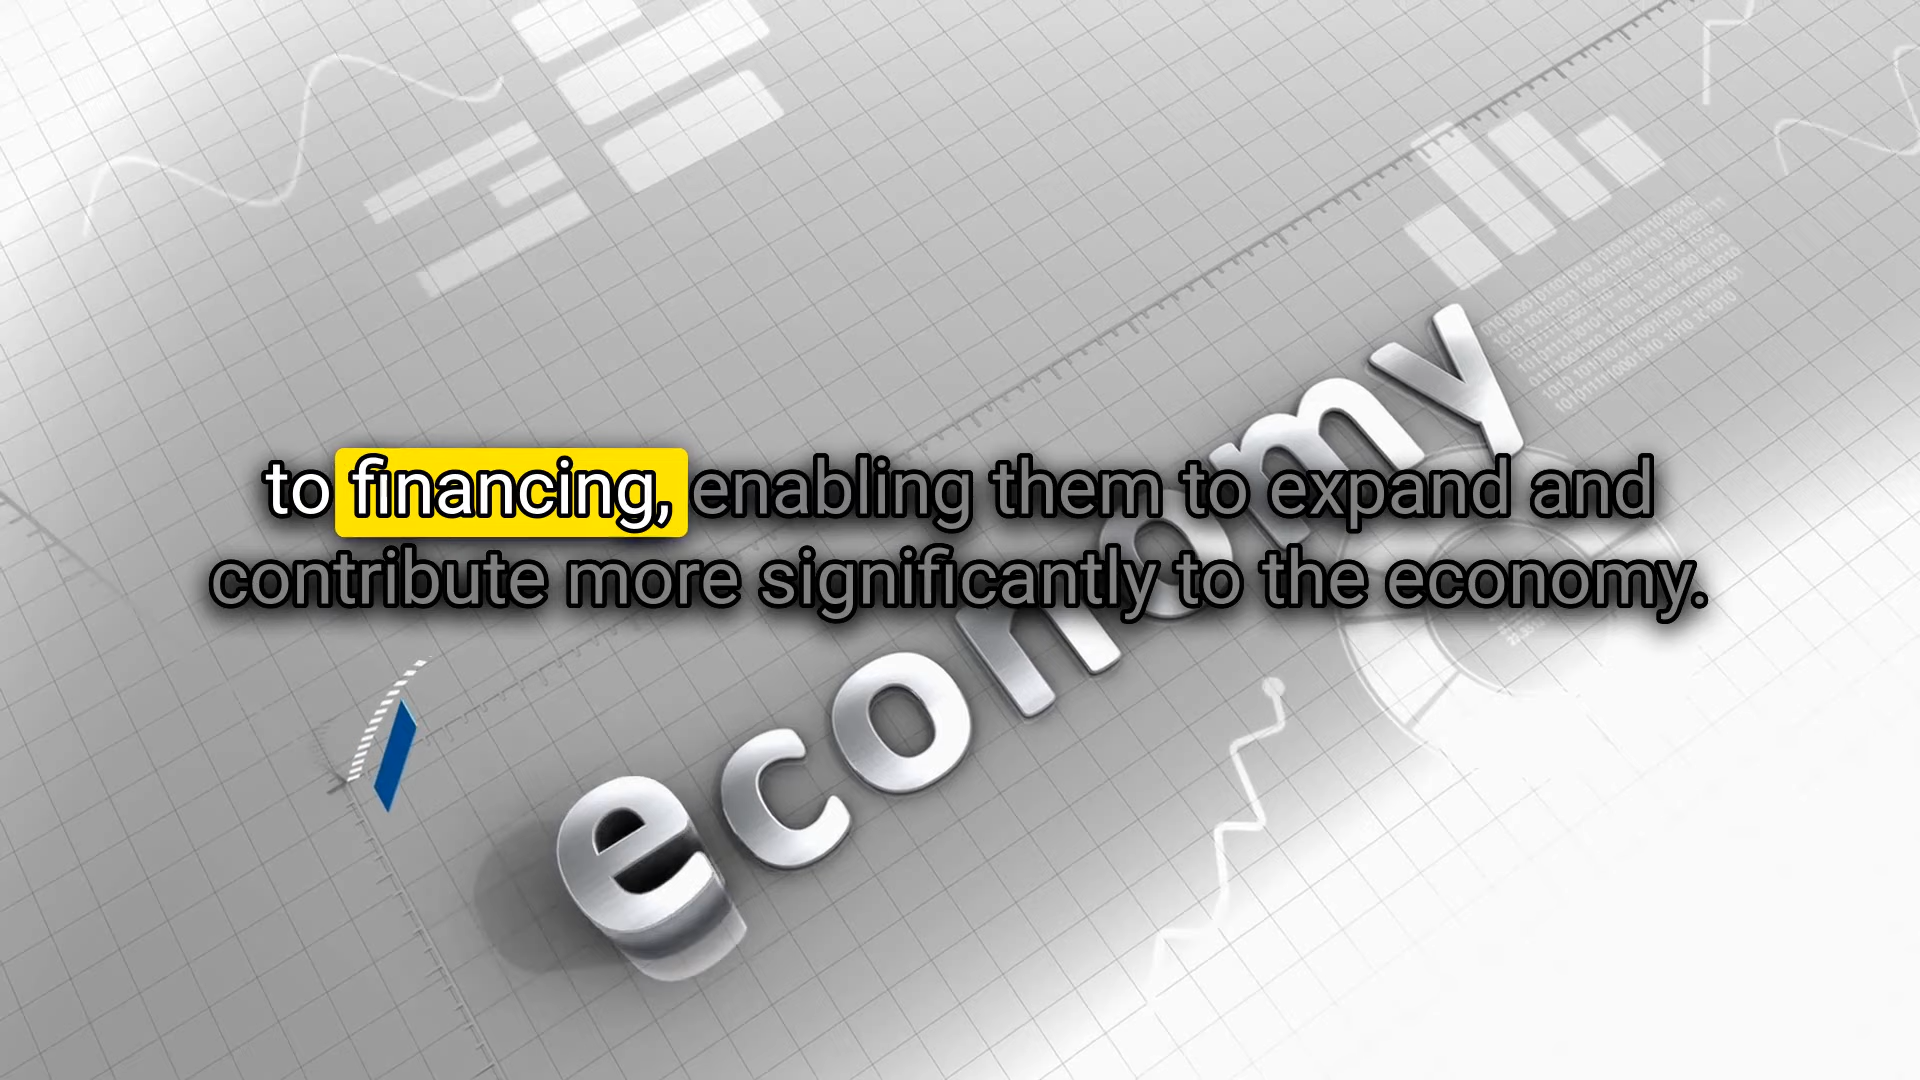 to financing, enabling them to expand and
contribute more significantly to the economy.
economy